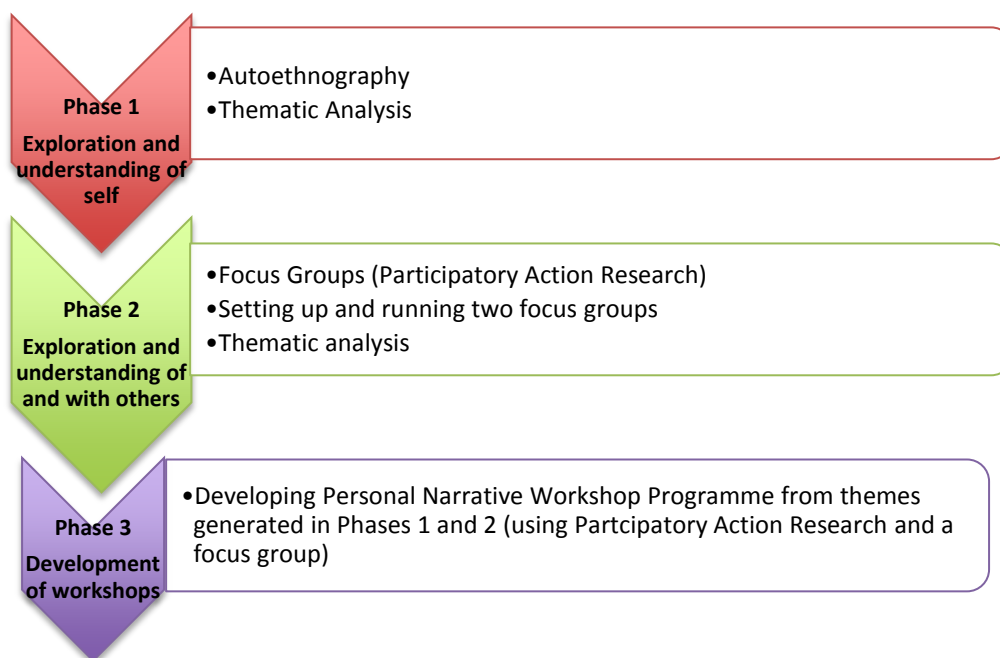 Phase 1
Exploration and
understanding of
self
•Autoethnography
•Thematic Analysis
Phase 2
Exploration and
understanding of
and with others
•Focus Groups (Participatory Action Research)
•Setting up and running two focus groups
•Thematic analysis
Phase 3
Development
of workshops
•Developing Personal Narrative Workshop Programme from themes
generated in Phases 1 and 2 (using Partcipatory Action Research and a
focus group)